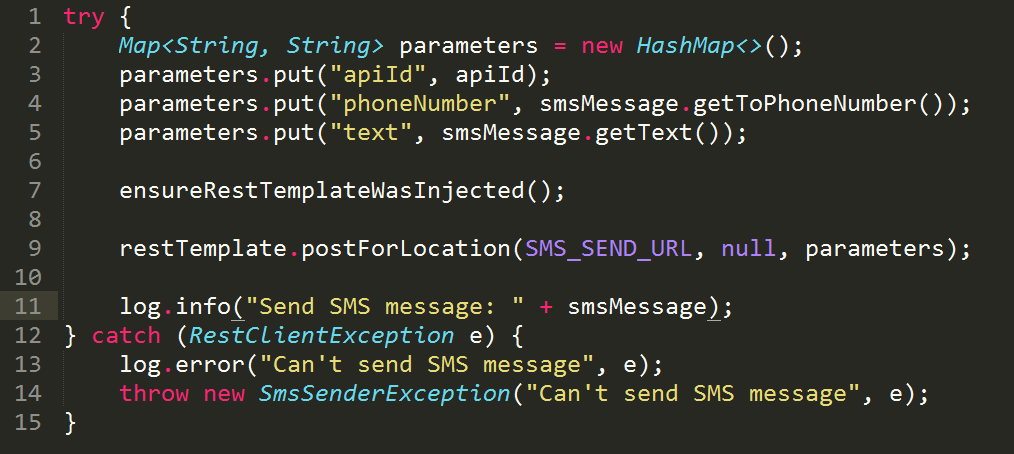 1 try {
2     Map<String, String> parameters = new HashMap<>();
3     parameters.put("apiId", apiId);
4     parameters.put("phoneNumber", smsMessage.getToPhoneNumber());
5     parameters.put("text", smsMessage.getText());
6
7     ensureRestTemplateWasInjected();
8
9     restTemplate.postForLocation(SMS_SEND_URL, null, parameters);
10
11     log.info("Send SMS message: " + smsMessage);
12 } catch (RestClientException e) {
13     log.error("Can't send SMS message", e);
14     throw new SmsSenderException("Can't send SMS message", e);
15 }